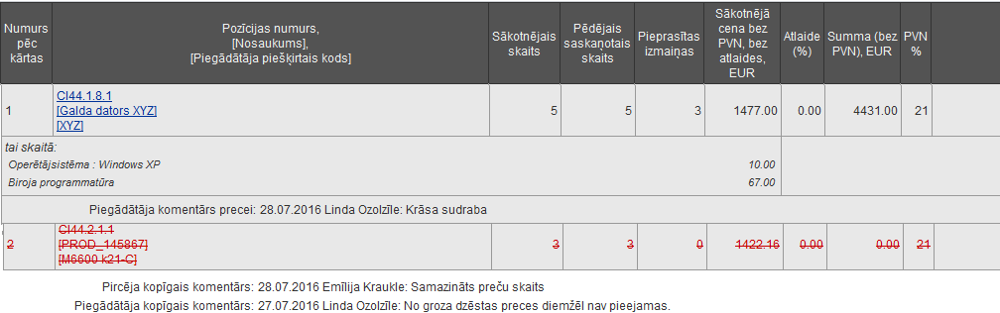 Numurs pēc kārtas
Pozīcijas numurs, [Nosaukums], [Piegādātāja piešķirtais kods]
Sākotnējais skaits
Pēdējais saskaņotais skaits
Pieprasītas izmaiņas
Sākotnējā cena bez PVN, bez atlaides, EUR
Atlaide (%)
Summa (bez PVN), EUR
PVN %
1
CI44.1.8.1
[Galda dators XYZ]
[XYZ]
5 5 3 1477.00 0.00 4431.00 21
tai skaitā:
Operētājsistēma : Windows XP 10.00
Biroja programmatūra 67.00
Piegādātāja komentārs precei: 28.07.2016 Linda Ozolzīle: Krāsa sudraba
2
CI44.2.1.1
[PROD_145867]
[M6600 k21-C]
3 3 0 1422.16 0.00 0.00 21
Pircēja kopīgais komentārs: 28.07.2016 Emīlija Kraukle: Samazināts preču skaits
Piegādātāja kopīgais komentārs: 27.07.2016 Linda Ozolzīle: No groza dzēstas preces diemžēl nav pieejamas.